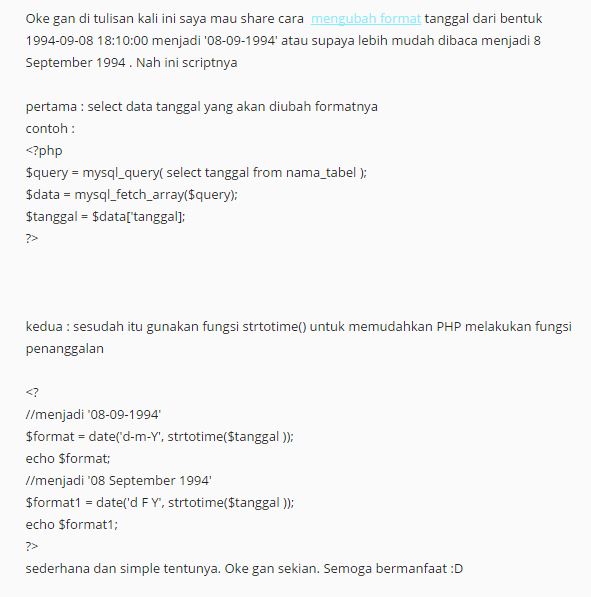 Oke gan di tulisan kali ini saya mau share cara mengubah format tanggal dari bentuk
1994-09-08 18:10:00 menjadi '08-09-1994' atau supaya lebih mudah dibaca menjadi 8
September 1994 . Nah ini scriptnya
pertama : select data tanggal yang akan diubah formatnya
contoh :
<?php
$query = mysql_query( select tanggal from nama_tabel );
$data = mysql_fetch_array($query);
$tanggal = $data['tanggal];
?>
kedua : sesudah itu gunakan fungsi strtotime() untuk memudahkan PHP melakukan fungsi
penanggalan
<?
//menjadi '08-09-1994'
$format = date('d-m-Y', strtotime($tanggal ));
echo $format;
//menjadi '08 September 1994'
$format1 = date('d F Y', strtotime($tanggal ));
echo $format1;
?>
sederhana dan simple tentunya. Oke gan sekian. Semoga bermanfaat :D